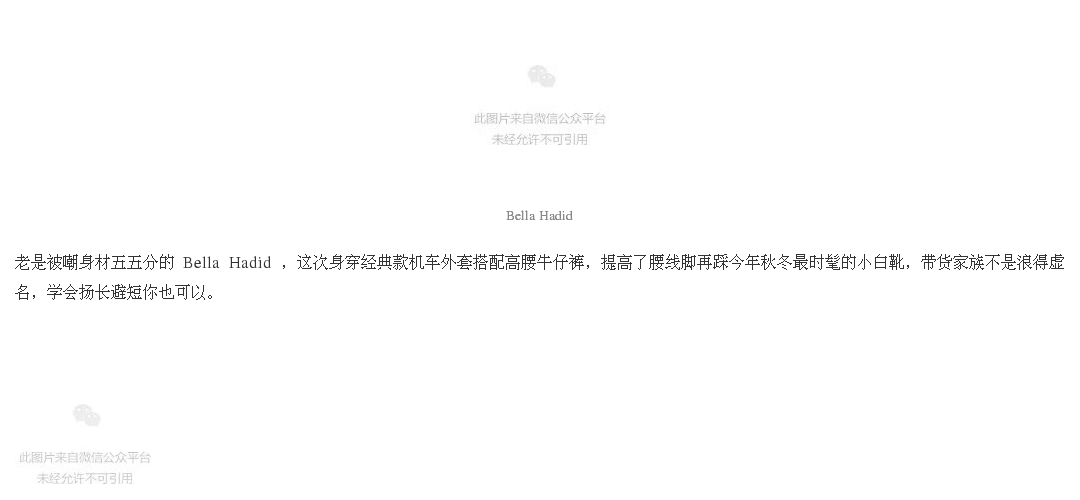 此图片来自微信公众平台
未经允许不可引用
Bella Hadid
老是被嘲身材五五分的 Bella Hadid ，这次身穿经典款机车外套搭配高腰牛仔裤，提高了腰线脚再踩今年秋冬最时髦的小白靴，带货家族不是浪得虚
名，学会扬长避短你也可以。
此图片来自微信公众平台
未经允许不可引用